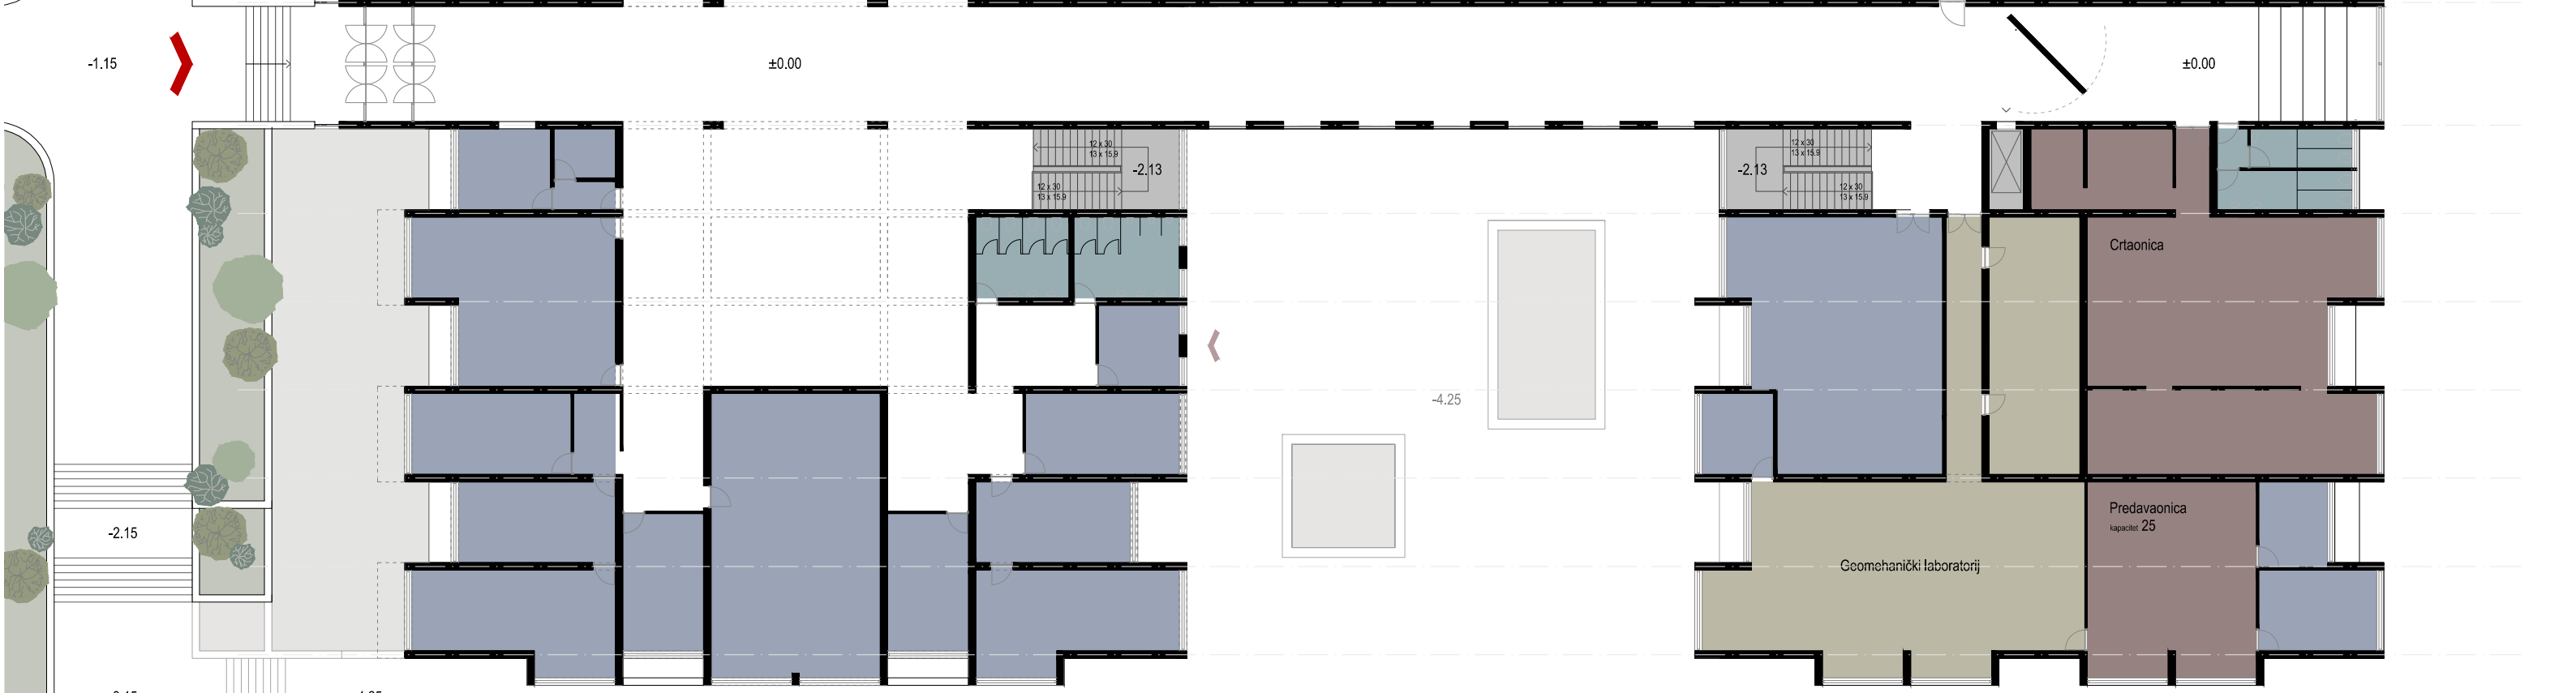 -1.15
±0.00
±0.00
12 x 30
13 x 15.9
-2.13
12 x 30
13 x 15.9
-2.13
12 x 30
13 x 15.9
12 x 30
13 x 15.9
Crtaonica
-4.25
-2.15
Predavaonica
kapacitet 25
Geomehanički laboratorij